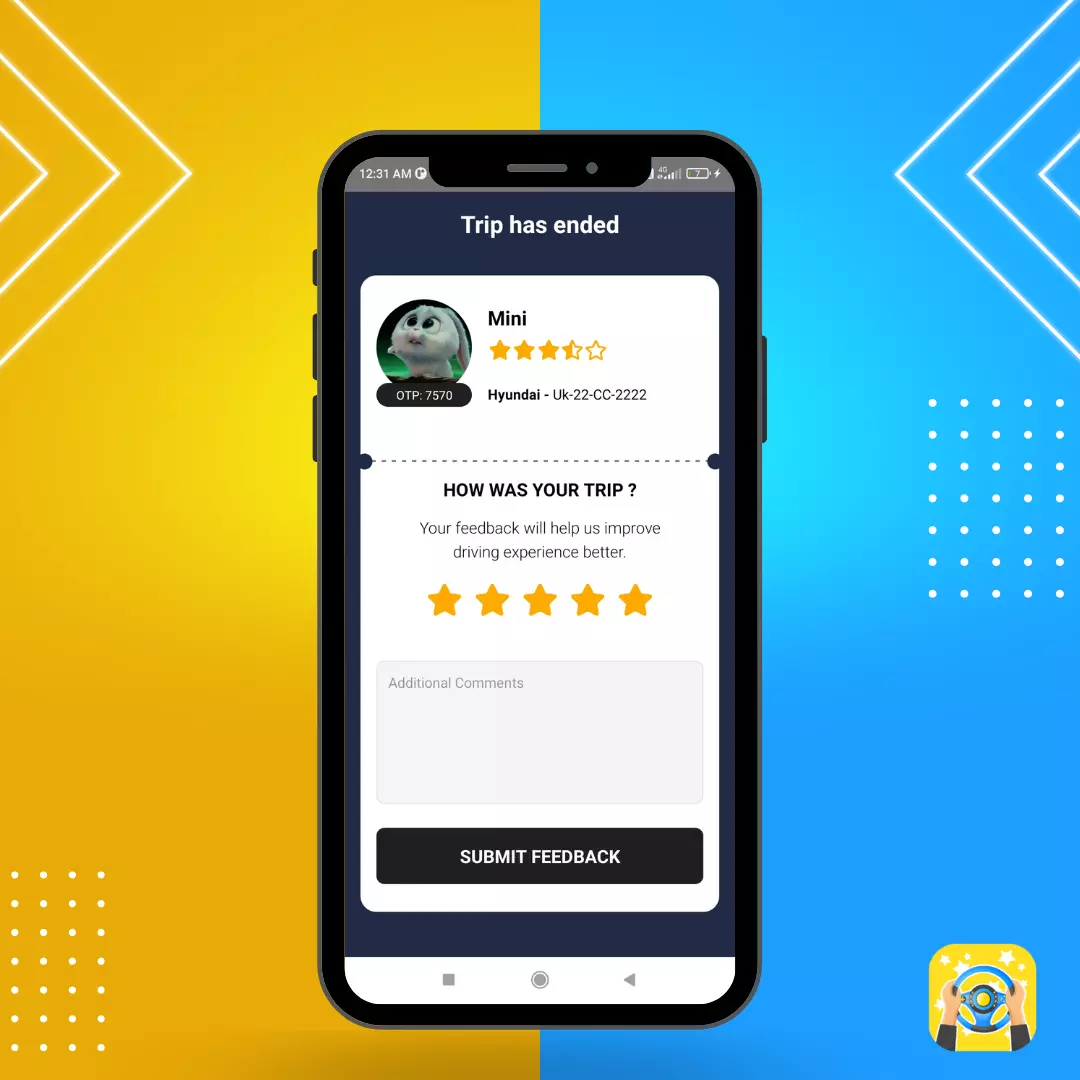 12:31 AM
4G
7
Trip has ended
Mini
OTP: 7570
Hyundai - Uk-22-CC-2222
HOW WAS YOUR TRIP ?
Your feedback will help us improve
driving experience better.
Additional Comments
SUBMIT FEEDBACK